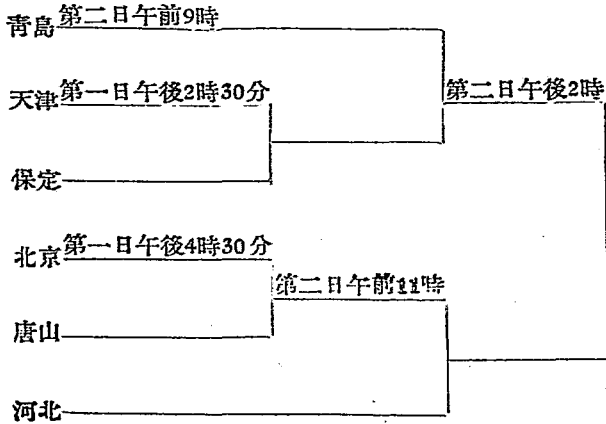 青島 第二日午前9時
天津 第一日午後2時30分
第二日午後2時
保定
北京 第一日午後4時30分
第二日午前11時
唐山
河北